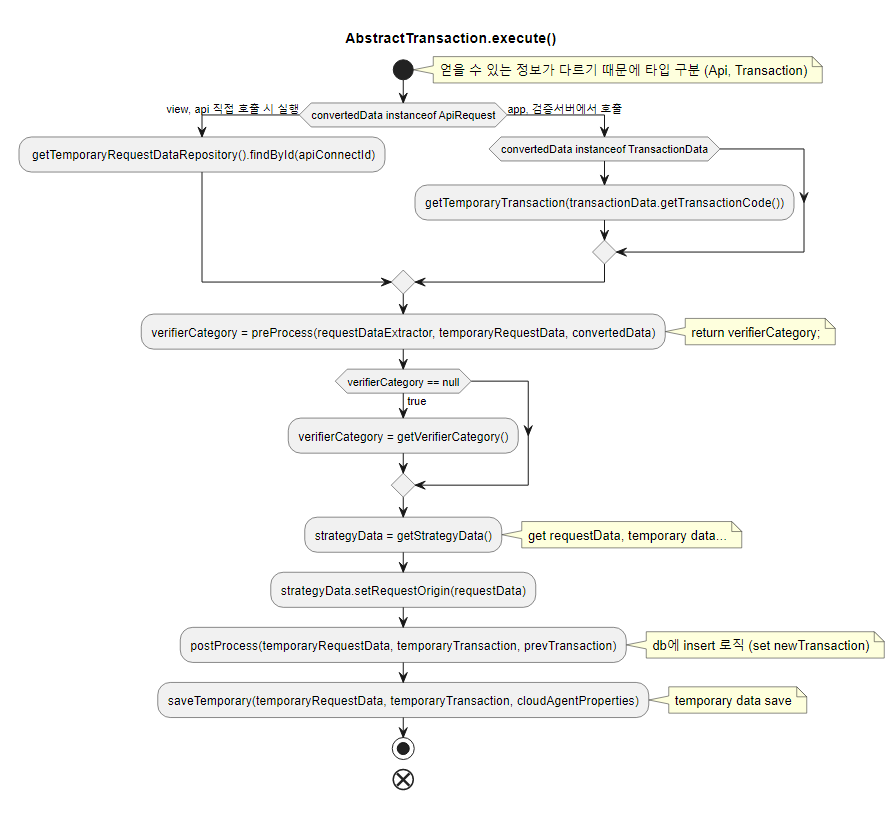 AbstractTransaction.execute()
얻을 수 있는 정보가 다르기 때문에 타입 구분 (Api, Transaction)
view, api 직접 호출 시 실행
convertedData instanceof ApiRequest
app, 검증서버에서 호출
getTemporaryRequestDataRepository().findById(apiConnectId)
convertedData instanceof TransactionData
getTemporaryTransaction(transactionData.getTransactionCode())
verifierCategory = preProcess(requestDataExtractor, temporaryRequestData, convertedData)
return verifierCategory;
verifierCategory == null
true
verifierCategory = getVerifierCategory()
strategyData = getStrategyData()
get requestData, temporary data...
strategyData.setRequestOrigin(requestData)
postProcess(temporaryRequestData, temporaryTransaction, prevTransaction)
db에 insert 로직 (set newTransaction)
saveTemporary(temporaryRequestData, temporaryTransaction, cloudAgentProperties)
temporary data save